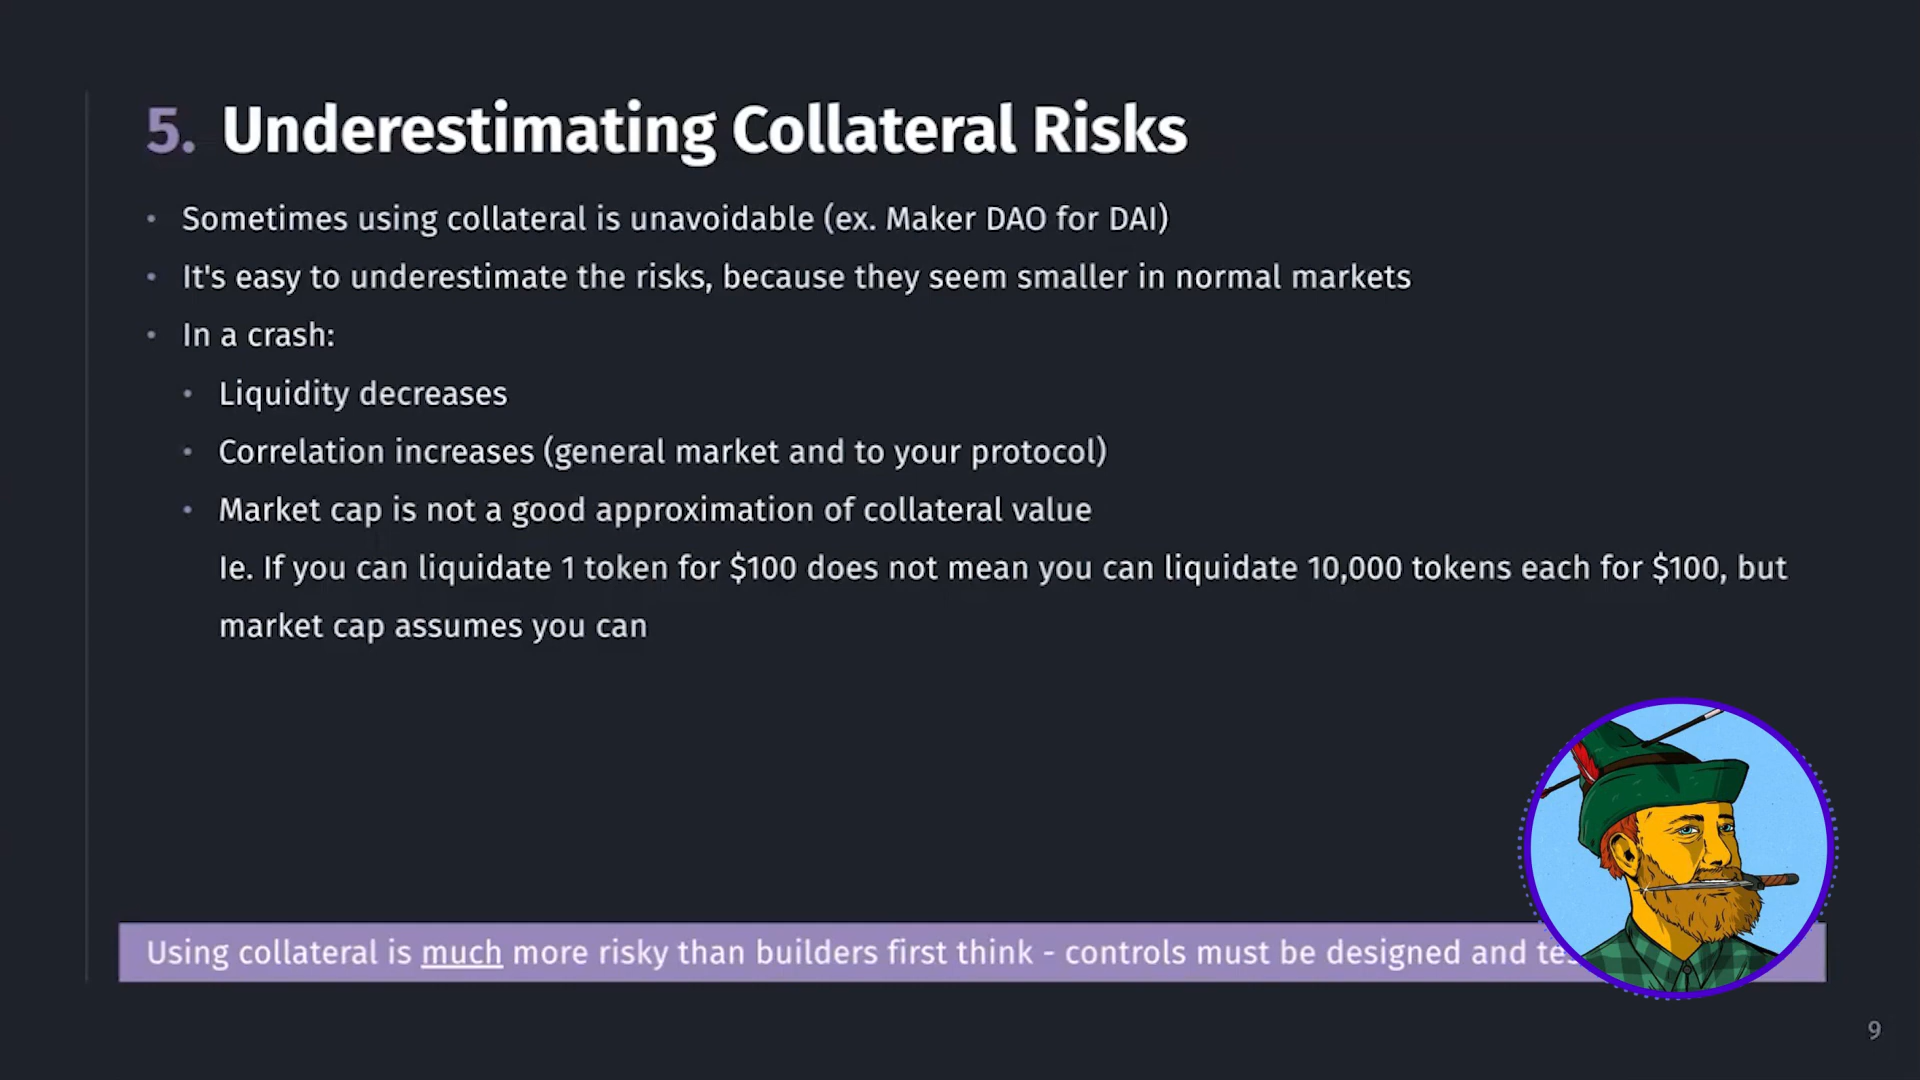 5. Underestimating Collateral Risks
• Sometimes using collateral is unavoidable (ex. Maker DAO for DAI)
• It's easy to underestimate the risks, because they seem smaller in normal markets
• In a crash:
• Liquidity decreases
• Correlation increases (general market and to your protocol)
• Market cap is not a good approximation of collateral value
Ie. If you can liquidate 1 token for $100 does not mean you can liquidate 10,000 tokens each for $100, but
market cap assumes you can
Using collateral is much more risky than builders first think - controls must be designed and
9